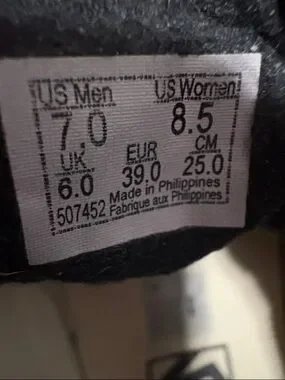 US Men US Women
7.0 8.5
UK EUR CM
6.0 39.0 25.0
Made in Philippines
507452 Fabrique aux Philippines